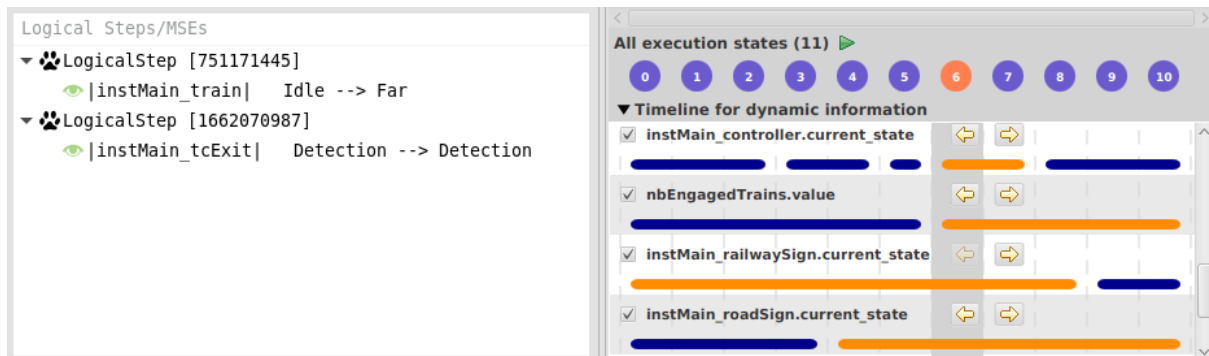 Logical Steps/MSEs
LogicalStep [751171445]
|instMain_train| Idle --> Far
LogicalStep [1662070987]
|instMain_tcExit| Detection --> Detection
All execution states (11)
0 1 2 3 4 5 6 7 8 9 10
Timeline for dynamic information
instMain_controller.current_state
nbEngagedTrains.value
instMain_railwaySign.current_state
instMain_roadSign.current_state